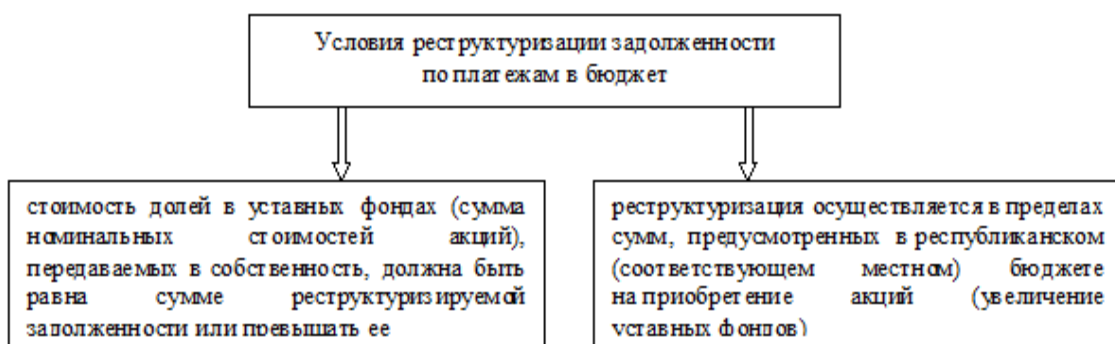 Условия реструктуризации задолженности
по платежам в бюджет
стоимость долей в уставных фондах (сумма
номинальных стоимостей акций),
передаваемых в собственность, должна быть
равна сумме реструктуризируемой
задолженности или превышать ее
реструктуризация осуществляется в пределах
сумм, предусмотренных в республиканском
(соответствующем местном) бюджете
на приобретение акций (увеличение
уставных фондов)